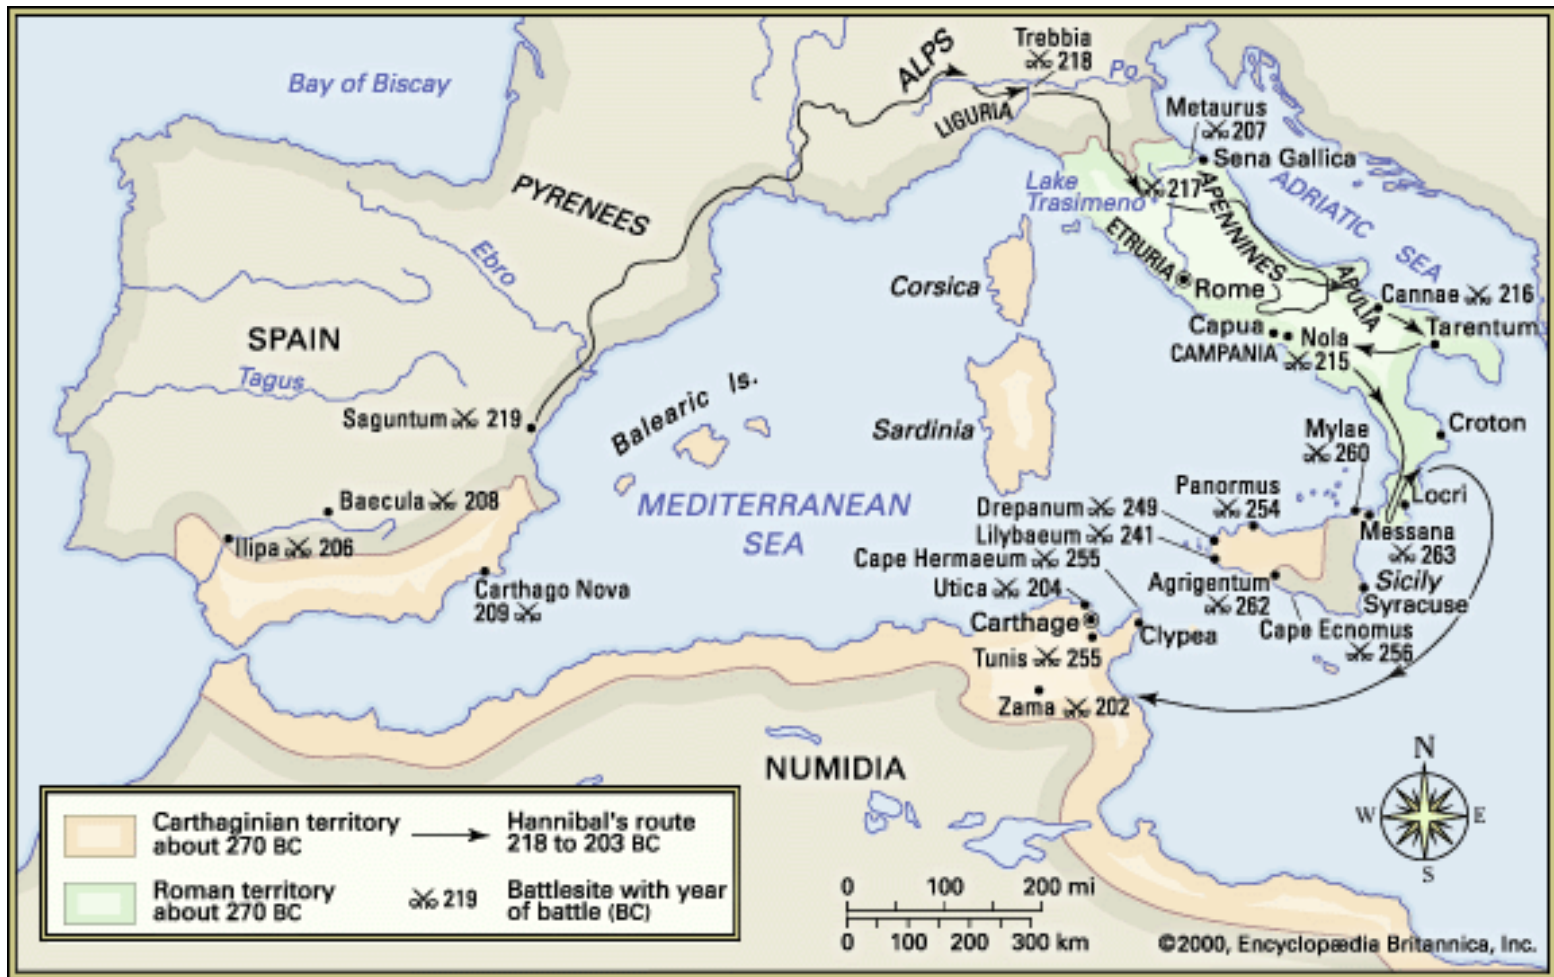 Bay of Biscay
ALPS
Trebbia
218
Po
LIGURIA
Metaurus
207
Sena Gallica
PYRENEES
Lake
Trasimeno
217
APENNINES
ADRIATIC
SEA
ETRURIA
Ebro
Corsica
Rome
APULIA
Cannae 216
SPAIN
Capua
Nola
Tarentum
CAMPANIA
215
Tagus
Balearic Is.
Saguntum 219
Sardinia
Mylae
260
Croton
Baecula 208
MEDITERRANEAN
SEA
Panormus
254
Drepanum 249
Locri
Lilybaeum 241
Ilipa 206
Messana
263
Cape Hermaeum 255
Carthago Nova
209
Utica 204
Agrigentum
262
Sicily
Syracuse
Carthage
Clypea
Cape Ecnomus
256
Tunis 255
Zama 202
NUMIDIA
N
W
E
S
Carthaginian territory
about 270 BC
Hannibal's route
218 to 203 BC
Roman territory
about 270 BC
219
Battlesite with year
of battle (BC)
0 100 200 mi
0 100 200 300 km
©2000, Encyclopædia Britannica, Inc.